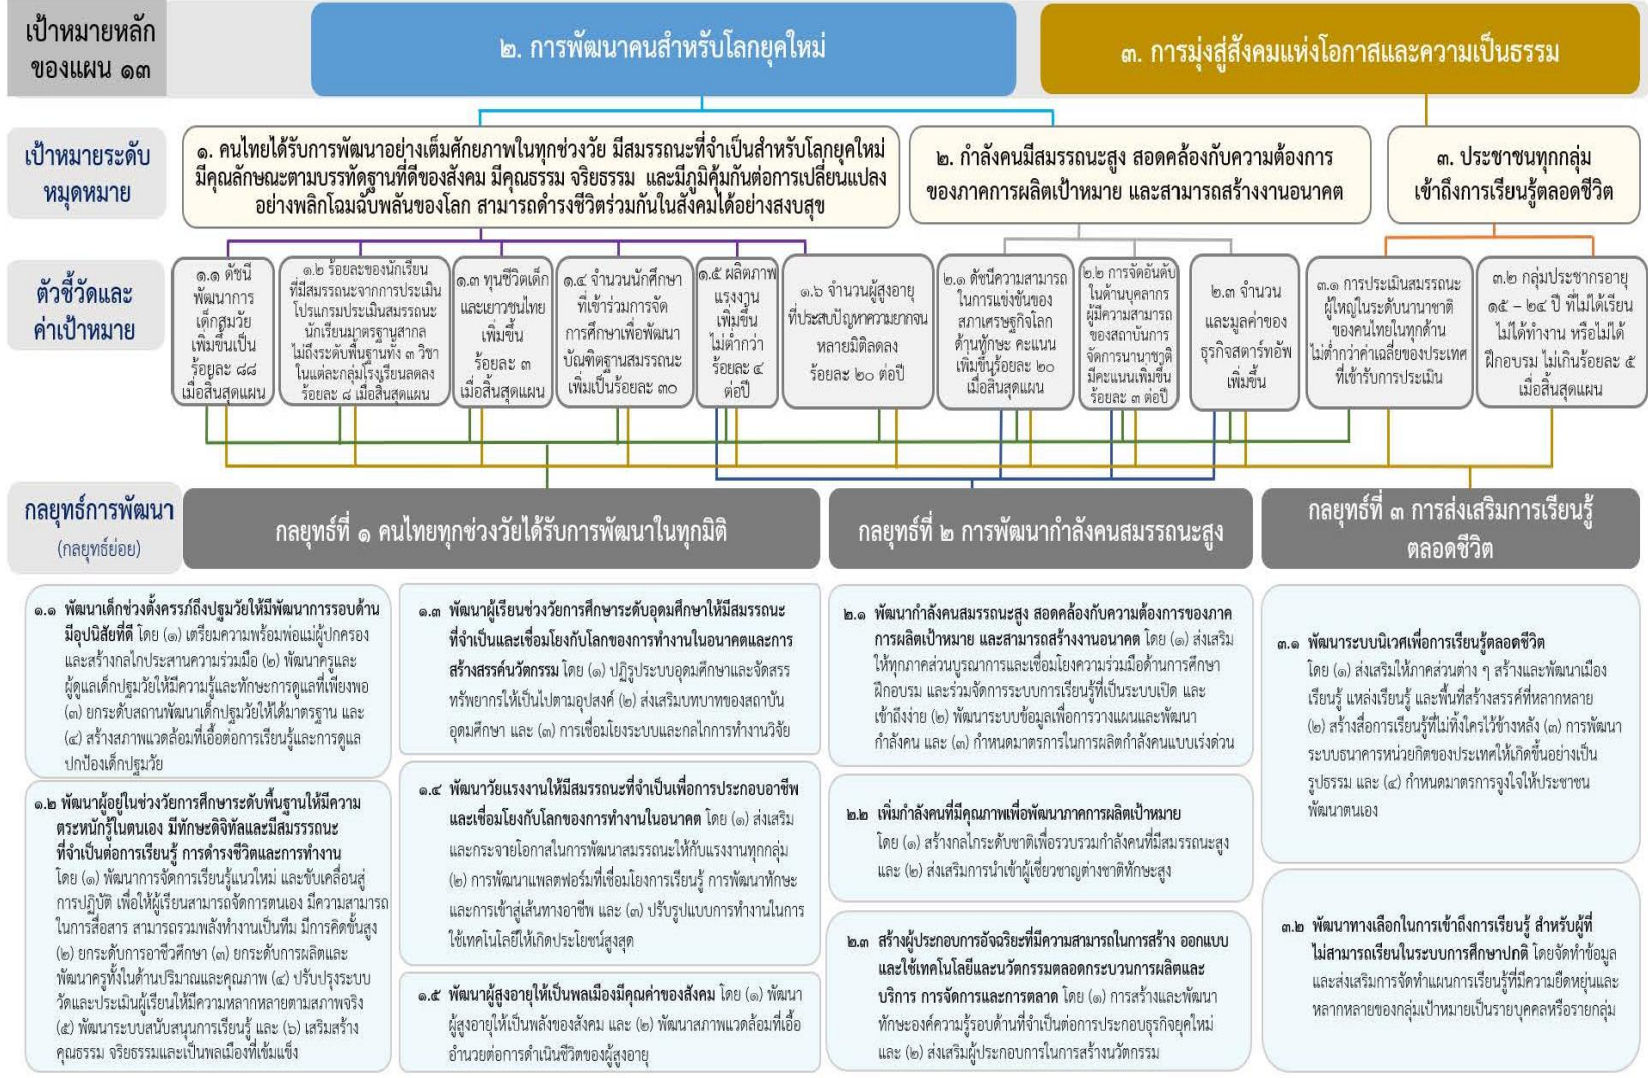 เป้าหมายหลัก
ของแผน ๑๓
๒. การพัฒนาคนสำหรับโลกยุคใหม่
๓. การมุ่งสู่สังคมแห่งโอกาสและความเป็นธรรม
เป้าหมายระดับ
หมุดหมาย
๑. คนไทยได้รับการพัฒนาอย่างเต็มศักยภาพในทุกช่วงวัย มีสมรรถนะที่จำเป็นสำหรับโลกยุคใหม่
มีคุณลักษณะตามบรรทัดฐานที่ดีของสังคม มีคุณธรรม จริยธรรม และมีภูมิคุ้มกันต่อการเปลี่ยนแปลง
อย่างพลิกโฉมฉับพลันของโลก สามารถดำรงชีวิตร่วมกันในสังคมได้อย่างสงบสุข
๒. กำลังคนมีสมรรถนะสูง สอดคล้องกับความต้องการ
ของภาคการผลิตเป้าหมาย และสามารถสร้างงานอนาคต
๓. ประชาชนทุกกลุ่ม
เข้าถึงการเรียนรู้ตลอดชีวิต
ตัวชี้วัดและ
ค่าเป้าหมาย
๑.๑ ดัชนี
พัฒนาการ
เด็กสมวัย
เพิ่มขึ้นเป็น
ร้อยละ ๘๘
เมื่อสิ้นสุดแผน
๑.๒ ร้อยละของนักเรียน
ที่มีสมรรถนะจากการประเมิน
โปรแกรมประเมินสมรรถนะ
นักเรียนมาตรฐานสากล
ไม่ถึงระดับพื้นฐานทั้ง ๓ วิชา
ในแต่ละกลุ่มโรงเรียนลดลง
ร้อยละ ๘ เมื่อสิ้นสุดแผน
๑.๓ ทุนชีวิตเด็ก
และเยาวชนไทย
เพิ่มขึ้น
ร้อยละ ๓
เมื่อสิ้นสุดแผน
๑.๔ จำนวนนักศึกษา
ที่เข้าร่วมการจัด
การศึกษาเพื่อพัฒนา
บัณฑิตฐานสมรรถนะ
เพิ่มเป็นร้อยละ ๓๐
๑.๕ ผลิตภาพ
แรงงาน
เพิ่มขึ้น
ไม่ต่ำกว่า
ร้อยละ ๔
ต่อปี
๑.๖ จำนวนผู้สูงอายุ
ที่ประสบปัญหาความยากจน
หลายมิติลดลง
ร้อยละ ๒๐ ต่อปี
๒.๑ ดัชนีความสามารถ
ในการแข่งขันของ
สภาเศรษฐกิจโลก
ด้านทักษะ คะแนน
เพิ่มขึ้นร้อยละ ๒๐
เมื่อสิ้นสุดแผน
๒.๒ การจัดอันดับ
ในด้านบุคลากร
ผู้มีความสามารถ
ของสถาบันการ
จัดการนานาชาติ
มีคะแนนเพิ่มขึ้น
ร้อยละ ๓ ต่อปี
๒.๓ จำนวน
และมูลค่าของ
ธุรกิจสตาร์ทอัพ
เพิ่มขึ้น
๓.๑ การประเมินสมรรถนะ
ผู้ใหญ่ในระดับนานาชาติ
ของคนไทยในทุกด้าน
ไม่ต่ำกว่าค่าเฉลี่ยของประเทศ
ที่เข้ารับการประเมิน
๓.๒ กลุ่มประชากรอายุ
๑๕ – ๒๔ ปี ที่ไม่ได้เรียน
ไม่ได้ทำงาน หรือไม่ได้
ฝึกอบรม ไม่เกินร้อยละ ๕
เมื่อสิ้นสุดแผน
กลยุทธ์การพัฒนา
(กลยุทธ์ย่อย)
กลยุทธ์ที่ ๑ คนไทยทุกช่วงวัยได้รับการพัฒนาในทุกมิติ
กลยุทธ์ที่ ๒ การพัฒนากำลังคนสมรรถนะสูง
กลยุทธ์ที่ ๓ การส่งเสริมการเรียนรู้
ตลอดชีวิต
๑.๑ พัฒนาเด็กช่วงตั้งครรภ์ถึงปฐมวัยให้มีพัฒนาการรอบด้าน
มีอุปนิสัยที่ดี โดย (๑) เตรียมความพร้อมพ่อแม่ผู้ปกครอง
และสร้างกลไกประสานความร่วมมือ (๒) พัฒนาครูและ
ผู้ดูแลเด็กปฐมวัยให้มีความรู้และทักษะการดูแลที่เพียงพอ
(๓) ยกระดับสถานพัฒนาเด็กปฐมวัยให้ได้มาตรฐาน และ
(๔) สร้างสภาพแวดล้อมที่เอื้อต่อการเรียนรู้และการดูแล
ปกป้องเด็กปฐมวัย
๑.๒ พัฒนาผู้อยู่ในช่วงวัยการศึกษาระดับพื้นฐานให้มีความ
ตระหนักรู้ในตนเอง มีทักษะดิจิทัลและมีสมรรรถนะ
ที่จำเป็นต่อการเรียนรู้ การดำรงชีวิตและการทำงาน
โดย (๑) พัฒนาการจัดการเรียนรู้แนวใหม่ และขับเคลื่อนสู่
การปฏิบัติ เพื่อให้ผู้เรียนสามารถจัดการตนเอง มีความสามารถ
ในการสื่อสาร สามารถรวมพลังทำงานเป็นทีม มีการคิดขั้นสูง
(๒) ยกระดับการอาชีวศึกษา (๓) ยกระดับการผลิตและ
พัฒนาครูทั้งในด้านปริมาณและคุณภาพ (๔) ปรับปรุงระบบ
วัดและประเมินผู้เรียนให้มีความหลากหลายตามสภาพจริง
(๕) พัฒนาระบบสนับสนุนการเรียนรู้ และ (๖) เสริมสร้าง
คุณธรรม จริยธรรมและเป็นพลเมืองที่เข้มแข็ง
๑.๓ พัฒนาผู้เรียนช่วงวัยการศึกษาระดับอุดมศึกษาให้มีสมรรถนะ
ที่จำเป็นและเชื่อมโยงกับโลกของการทำงานในอนาคตและการ
สร้างสรรค์นวัตกรรม โดย (๑) ปฏิรูประบบอุดมศึกษาและจัดสรร
ทรัพยากรให้เป็นไปตามอุปสงค์ (๒) ส่งเสริมบทบาทของสถาบัน
อุดมศึกษา และ (๓) การเชื่อมโยงระบบและกลไกการทำงานวิจัย
๑.๔ พัฒนาวัยแรงงานให้มีสมรรถนะที่จำเป็นเพื่อการประกอบอาชีพ
และเชื่อมโยงกับโลกของการทำงานในอนาคต โดย (๑) ส่งเสริม
และกระจายโอกาสในการพัฒนาสมรรถนะให้กับแรงงานทุกกลุ่ม
(๒) การพัฒนาแพลตฟอร์มที่เชื่อมโยงการเรียนรู้ การพัฒนาทักษะ
และการเข้าสู่เส้นทางอาชีพ และ (๓) ปรับรูปแบบการทำงานในการ
ใช้เทคโนโลยีให้เกิดประโยชน์สูงสุด
๑.๕ พัฒนาผู้สูงอายุให้เป็นพลเมืองมีคุณค่าของสังคม โดย (๑) พัฒนา
ผู้สูงอายุให้เป็นพลังของสังคม และ (๒) พัฒนาสภาพแวดล้อมที่เอื้อ
อำนวยต่อการดำเนินชีวิตของผู้สูงอายุ
๒.๑ พัฒนากำลังคนสมรรถนะสูง สอดคล้องกับความต้องการของภาค
การผลิตเป้าหมาย และสามารถสร้างงานอนาคต โดย (๑) ส่งเสริม
ให้ทุกภาคส่วนบูรณาการและเชื่อมโยงความร่วมมือด้านการศึกษา
ฝึกอบรม และร่วมจัดการระบบการเรียนรู้ที่เป็นระบบเปิด และ
เข้าถึงง่าย (๒) พัฒนาระบบข้อมูลเพื่อการวางแผนและพัฒนา
กำลังคน และ (๓) กำหนดมาตรการในการผลิตกำลังคนแบบเร่งด่วน
๒.๒ เพิ่มกำลังคนที่มีคุณภาพเพื่อพัฒนาภาคการผลิตเป้าหมาย
โดย (๑) สร้างกลไกระดับชาติเพื่อรวบรวมกำลังคนที่มีสมรรถนะสูง
และ (๒) ส่งเสริมการนำเข้าผู้เชี่ยวชาญต่างชาติทักษะสูง
๒.๓ สร้างผู้ประกอบการอัจฉริยะที่มีความสามารถในการสร้าง ออกแบบ
และใช้เทคโนโลยีและนวัตกรรมตลอดกระบวนการผลิตและ
บริการ การจัดการและการตลาด โดย (๑) การสร้างและพัฒนา
ทักษะองค์ความรู้รอบด้านที่จำเป็นต่อการประกอบธุรกิจยุคใหม่
และ (๒) ส่งเสริมผู้ประกอบการในการสร้างนวัตกรรม
๓.๑ พัฒนาระบบนิเวศเพื่อการเรียนรู้ตลอดชีวิต
โดย (๑) ส่งเสริมให้ภาคส่วนต่าง ๆ สร้างและพัฒนาเมือง
เรียนรู้ แหล่งเรียนรู้ และพื้นที่สร้างสรรค์ที่หลากหลาย
(๒) สร้างสื่อการเรียนรู้ที่ไม่ทิ้งใครไว้ข้างหลัง (๓) การพัฒนา
ระบบธนาคารหน่วยกิตของประเทศให้เกิดขึ้นอย่างเป็น
รูปธรรม และ (๔) กำหนดมาตรการจูงใจให้ประชาชน
พัฒนาตนเอง
๓.๒ พัฒนาทางเลือกในการเข้าถึงการเรียนรู้ สำหรับผู้ที่
ไม่สามารถเรียนในระบบการศึกษาปกติ โดยจัดทำข้อมูล
และส่งเสริมการจัดทำแผนการเรียนรู้ที่มีความยืดหยุ่นและ
หลากหลายของกลุ่มเป้าหมายเป็นรายบุคคลหรือรายกลุ่ม